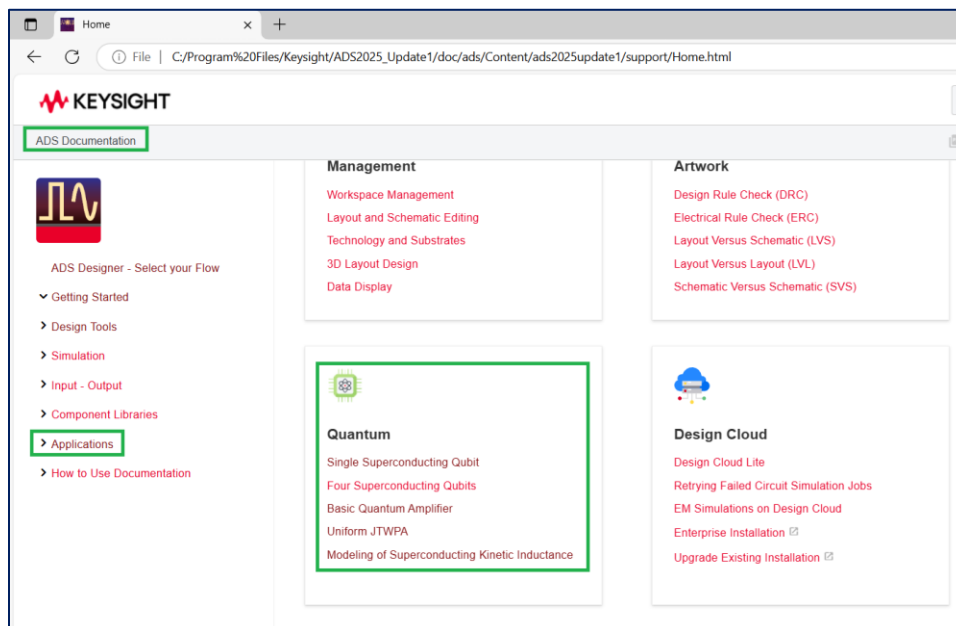 Home
File | C:/Program%20Files/Keysight/ADS2025_Update1/doc/ads/Content/ads2025update1/support/Home.html
KEYSIGHT
ADS Documentation
ADS Designer - Select your Flow
Getting Started
Design Tools
Simulation
Input - Output
Component Libraries
Applications
How to Use Documentation
Management
Workspace Management
Layout and Schematic Editing
Technology and Substrates
3D Layout Design
Data Display
Artwork
Design Rule Check (DRC)
Electrical Rule Check (ERC)
Layout Versus Schematic (LVS)
Layout Versus Layout (LVL)
Schematic Versus Schematic (SVS)
Quantum
Single Superconducting Qubit
Four Superconducting Qubits
Basic Quantum Amplifier
Uniform JTWPA
Modeling of Superconducting Kinetic Inductance
Design Cloud
Design Cloud Lite
Retrying Failed Circuit Simulation Jobs
EM Simulations on Design Cloud
Enterprise Installation
Upgrade Existing Installation